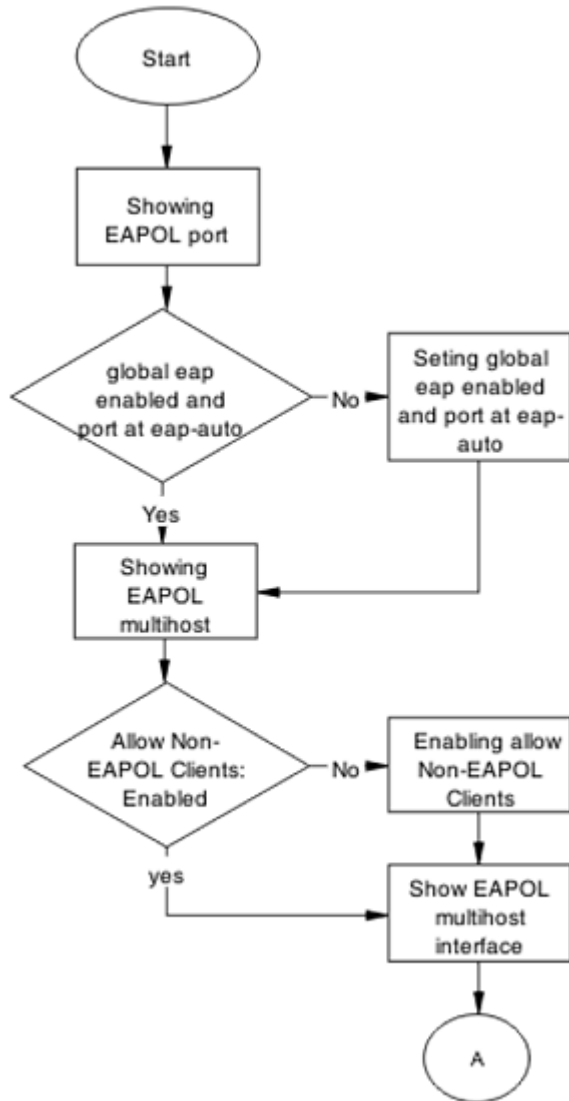 Start
Showing
EAPOL port
global eap
enabled and
port at eap-auto
No
Seting global
eap enabled
and port at eap-
auto
Yes
Showing
EAPOL
multihost
Allow Non-
EAPOL Clients:
Enabled
No
Enabling allow
Non-EAPOL
Clients
yes
Show EAPOL
multihost
interface
A